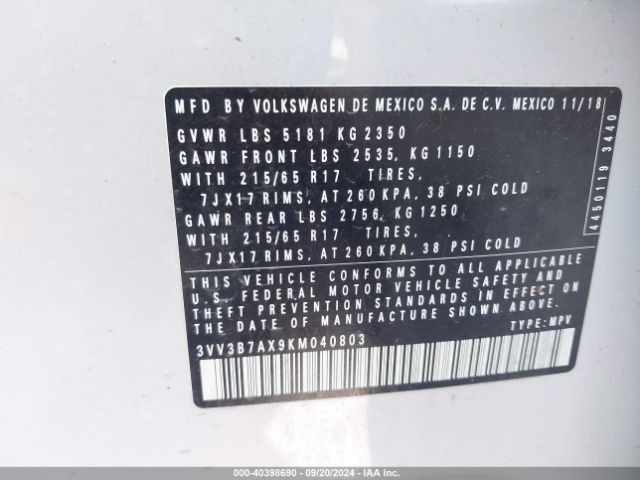 MFD BY VOLKSWAGEN DE MEXICO S.A. DE C.V. MEXICO 11/18
GVWR LBS 5181 KG 2350
GAWR FRONT LBS 2535, KG 1150
WITH 215/65 R17 TIRES,
7JX17 RIMS, AT 260 KPA, 38 PSI COLD
GAWR REAR LBS 2756, KG 1250
WITH 215/65 R17 TIRES,
7JX17 RIMS, AT 260 KPA, 38 PSI COLD
THIS VEHICLE CONFORMS TO ALL APPLICABLE
U.S. FEDERAL MOTOR VEHICLE SAFETY AND
THEFT PREVENTION STANDARDS IN EFFECT ON
THE DATE OF MANUFACTURE SHOWN ABOVE.
3VV3B7AX9KM040803 TYPE: MPV
4450119 3440
000-40398690 - 09/20/2024 - IAAI.com